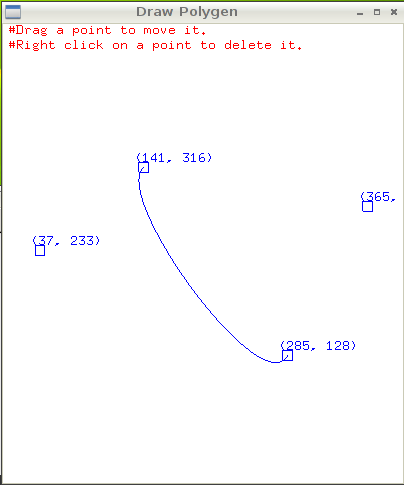 Draw Polygen
#Drag a point to move it.
#Right click on a point to delete it.
(141, 316)
(365,
(37, 233)
(285, 128)